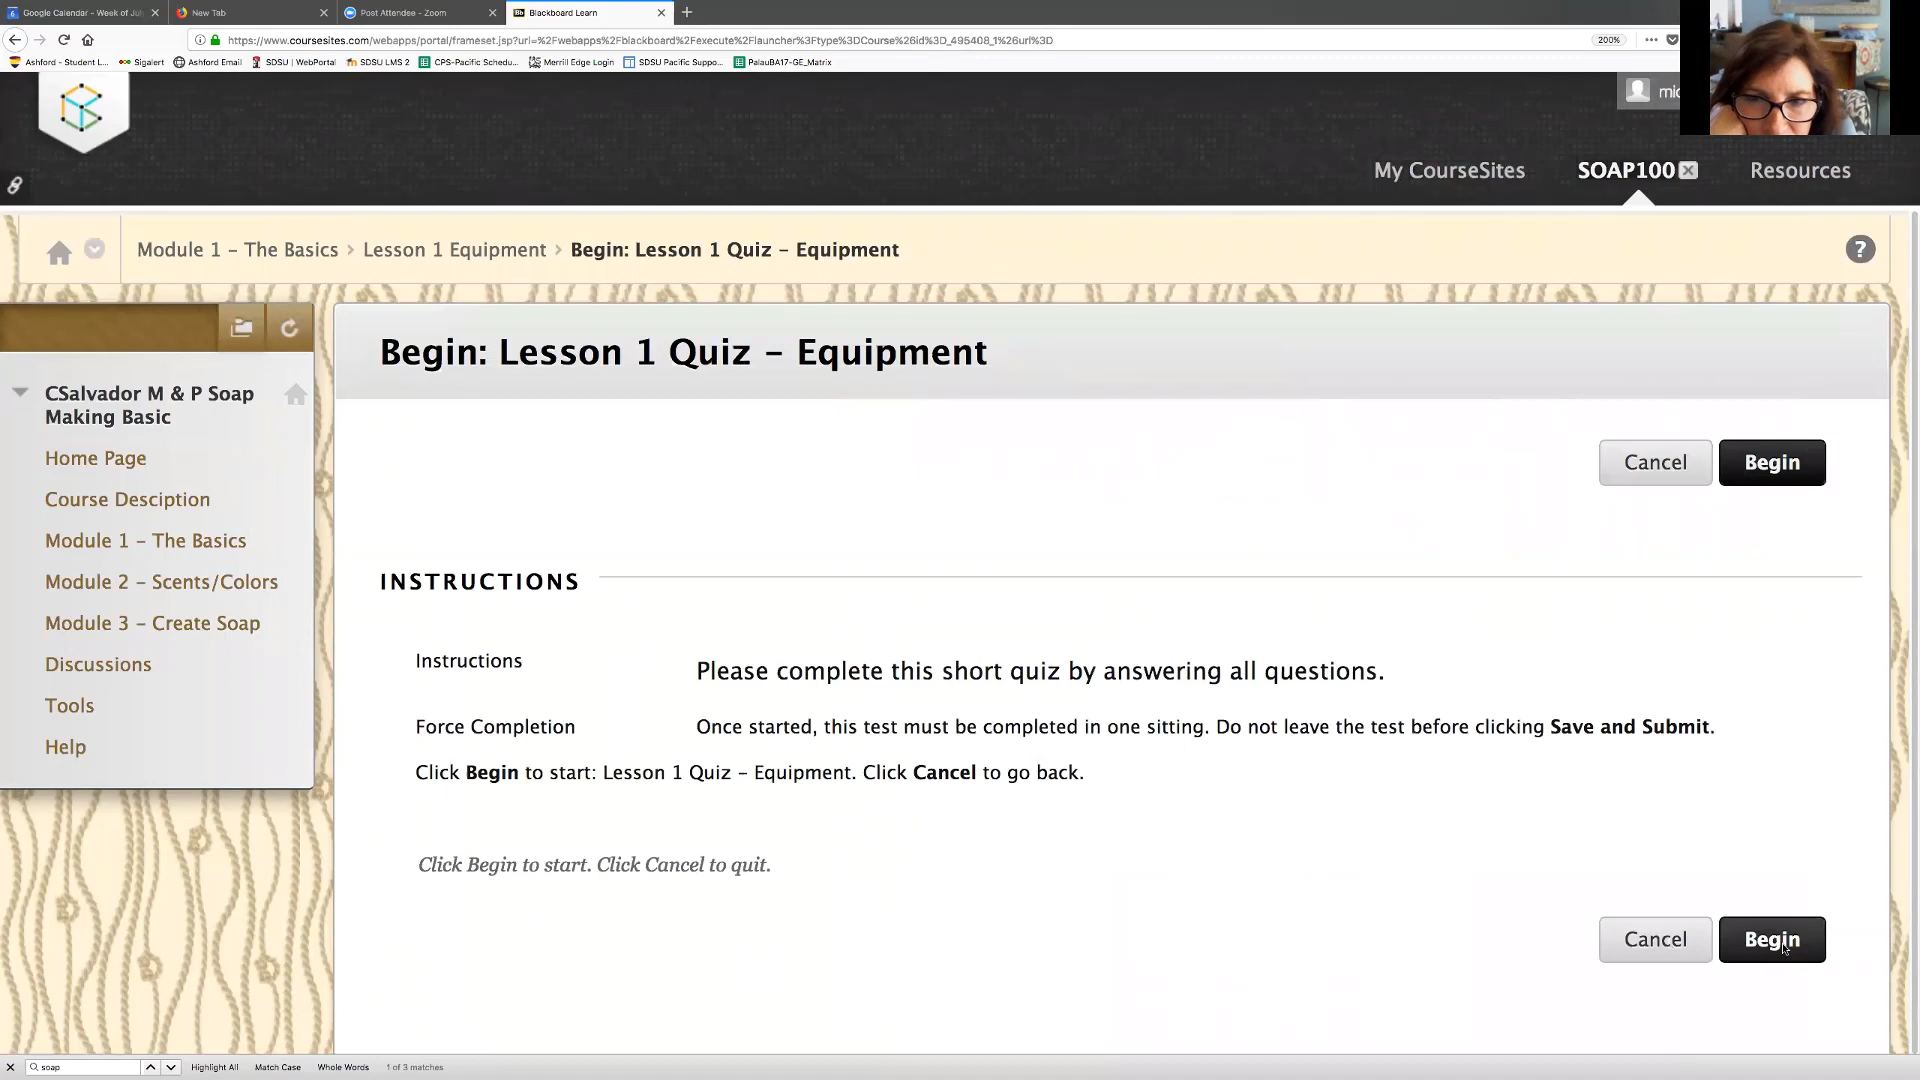 Google Calendar - Week of Ju
New Tab
Post Attendee - Zoom
Bb Blackboard Learn
https://www.coursesites.com/webapps/portal/frameset.jsp?url=%2Fwebapps%2Fblackboard%2Fexecute%2Flauncher%3Ftype%3DCourse%26id%3D_495408_1%26url%3D
200%
Ashford - Student L...
Sigalert
Ashford Email
SDSU | WebPortal
SDSU LMS 2
CPS-Pacific Schedu...
Merrill Edge Login
SDSU Pacific Suppo...
PalauBA17-GE_Matrix
mic
My CourseSites
SOAP100
Resources
Module 1 - The Basics > Lesson 1 Equipment > Begin: Lesson 1 Quiz - Equipment
?
Begin: Lesson 1 Quiz - Equipment
CSalvador M & P Soap
Making Basic
Home Page
Course Desciption
Module 1 - The Basics
Module 2 - Scents/Colors
Module 3 - Create Soap
Discussions
Tools
Help
Cancel
Begin
INSTRUCTIONS
Instructions
Please complete this short quiz by answering all questions.
Force Completion
Once started, this test must be completed in one sitting. Do not leave the test before clicking Save and Submit.
Click Begin to start: Lesson 1 Quiz - Equipment. Click Cancel to go back.
Click Begin to start. Click Cancel to quit.
Cancel
Begin
soap
Highlight All
Match Case
Whole Words
1 of 3 matches